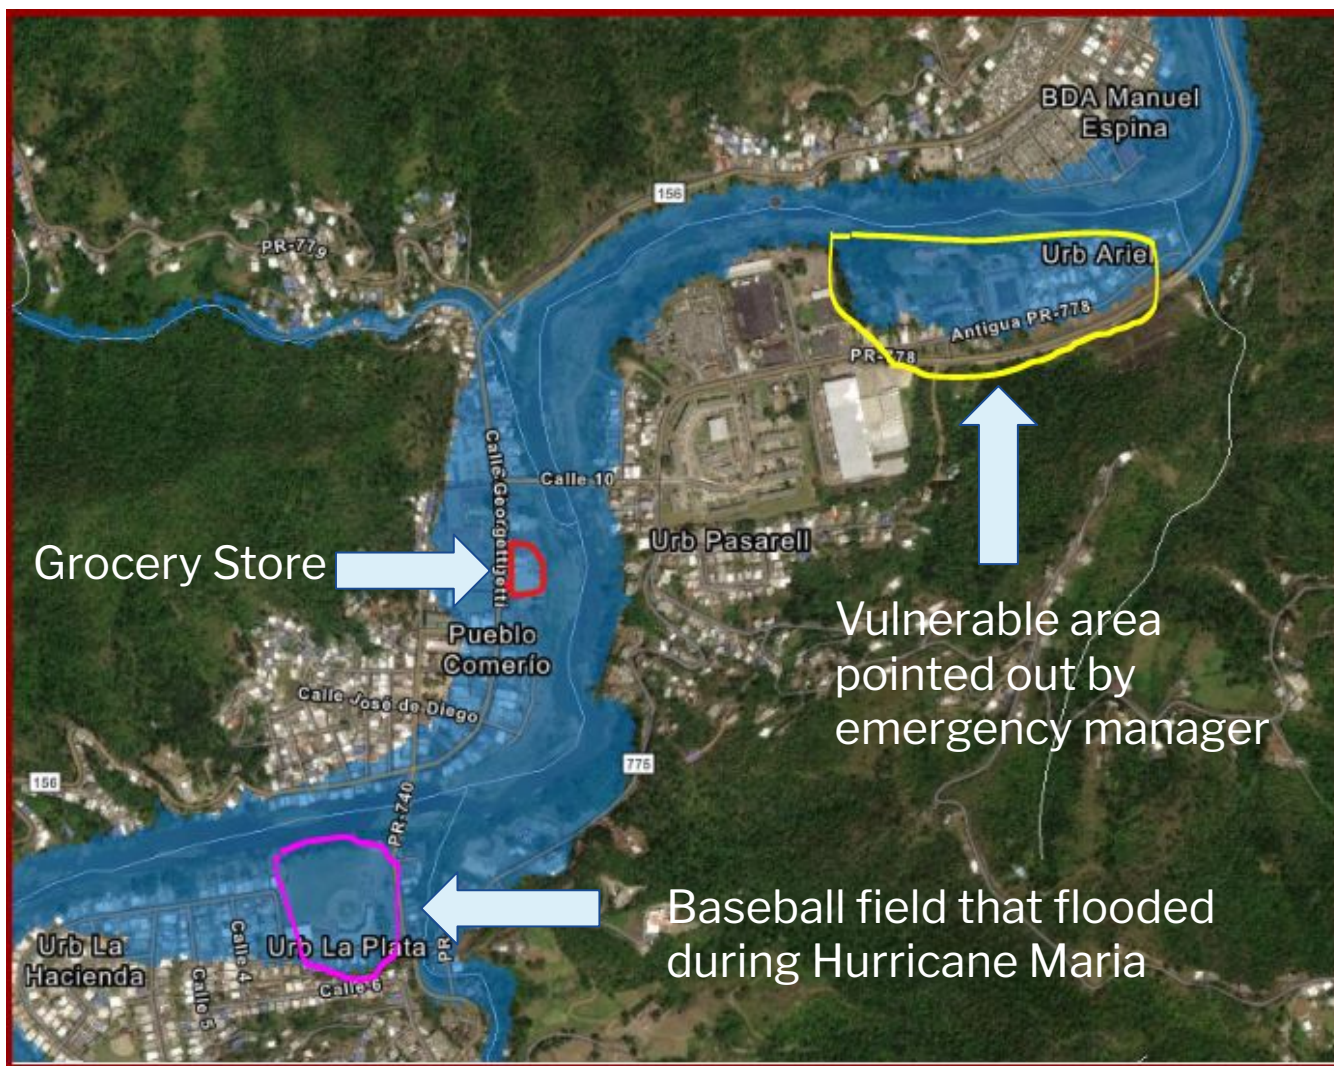 BDA Manuel
Espina
156
PR-779
Urb Ariel
Antigua PR-778
PR-778
Calle Georgettijetti
Calle 10
Urb Pasarell
Grocery Store
Pueblo
Comerío
Vulnerable area
pointed out by
emergency manager
Calle José de Diego
775
156
PR-740
Baseball field that flooded
during Hurricane Maria
Urb La
Hacienda
Calle 4
Urb La Plata
PR
Calle 5
Calle 6